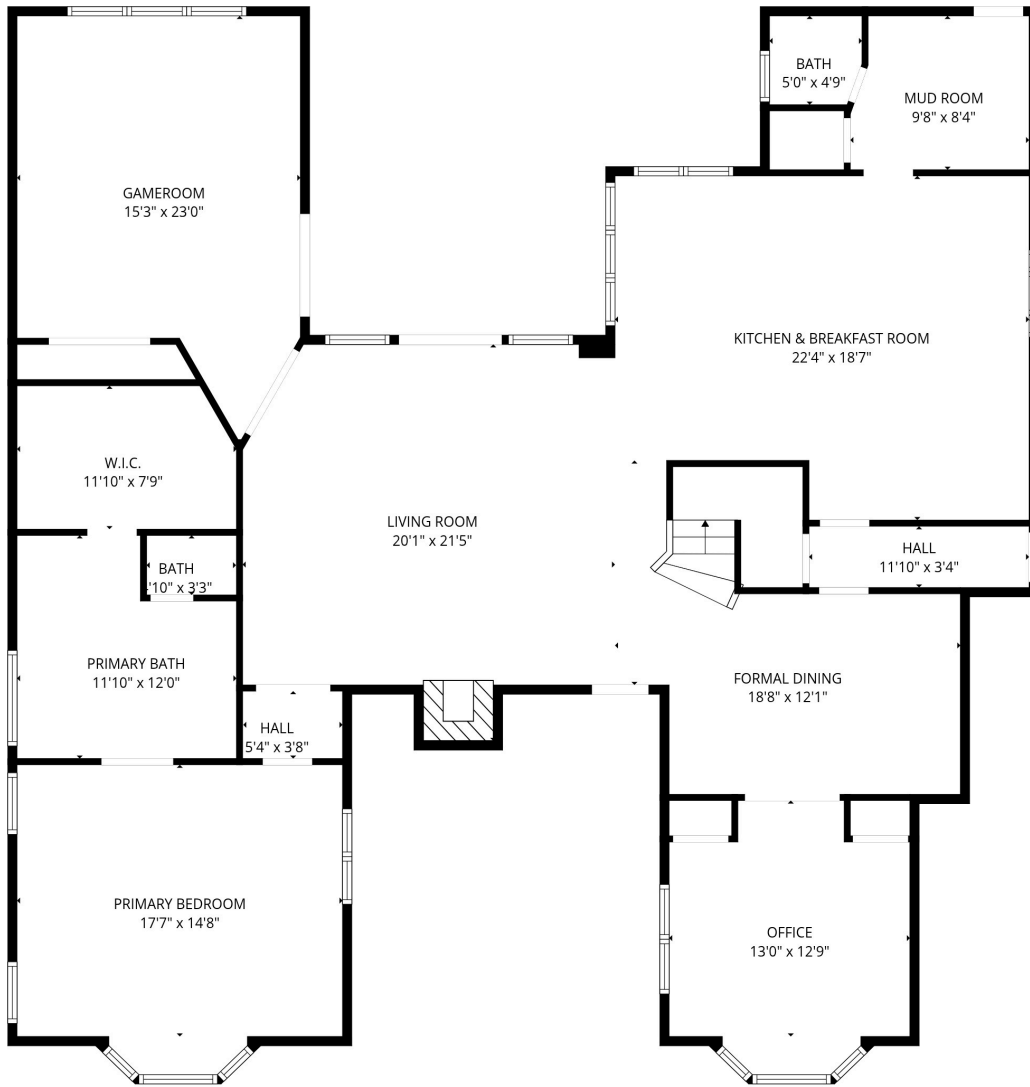 BATH
5'0" x 4'9"
MUD ROOM
9'8" x 8'4"
GAMEROOM
15'3" x 23'0"
KITCHEN & BREAKFAST ROOM
22'4" x 18'7"
W.I.C.
11'10" x 7'9"
LIVING ROOM
20'1" x 21'5"
HALL
11'10" x 3'4"
BATH
'10" x 3'3"
PRIMARY BATH
11'10" x 12'0"
FORMAL DINING
18'8" x 12'1"
HALL
5'4" x 3'8"
PRIMARY BEDROOM
17'7" x 14'8"
OFFICE
13'0" x 12'9"